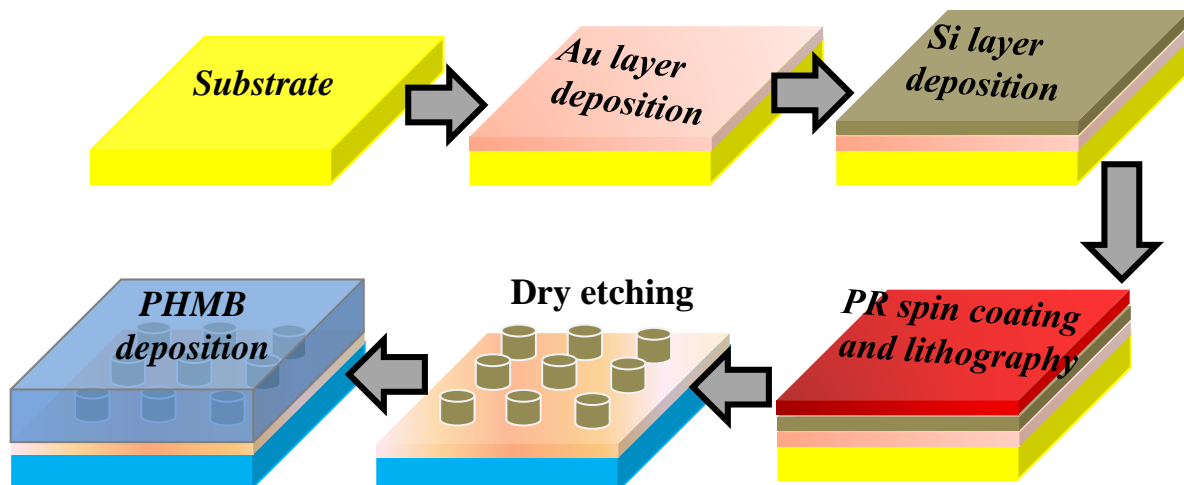 Substrate
Au layer
deposition
Si layer
deposition
PR spin coating
and lithography
Dry etching
PHMB
deposition